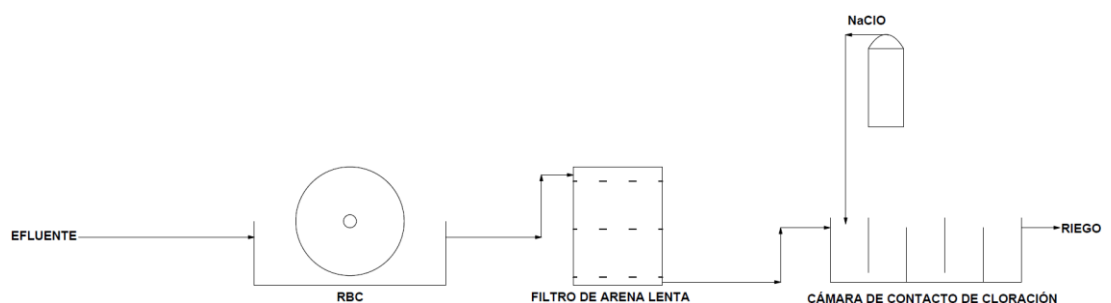 NaClO
EFLUENTE
RIEGO
RBC
FILTRO DE ARENA LENTA
CÁMARA DE CONTACTO DE CLORACIÓN